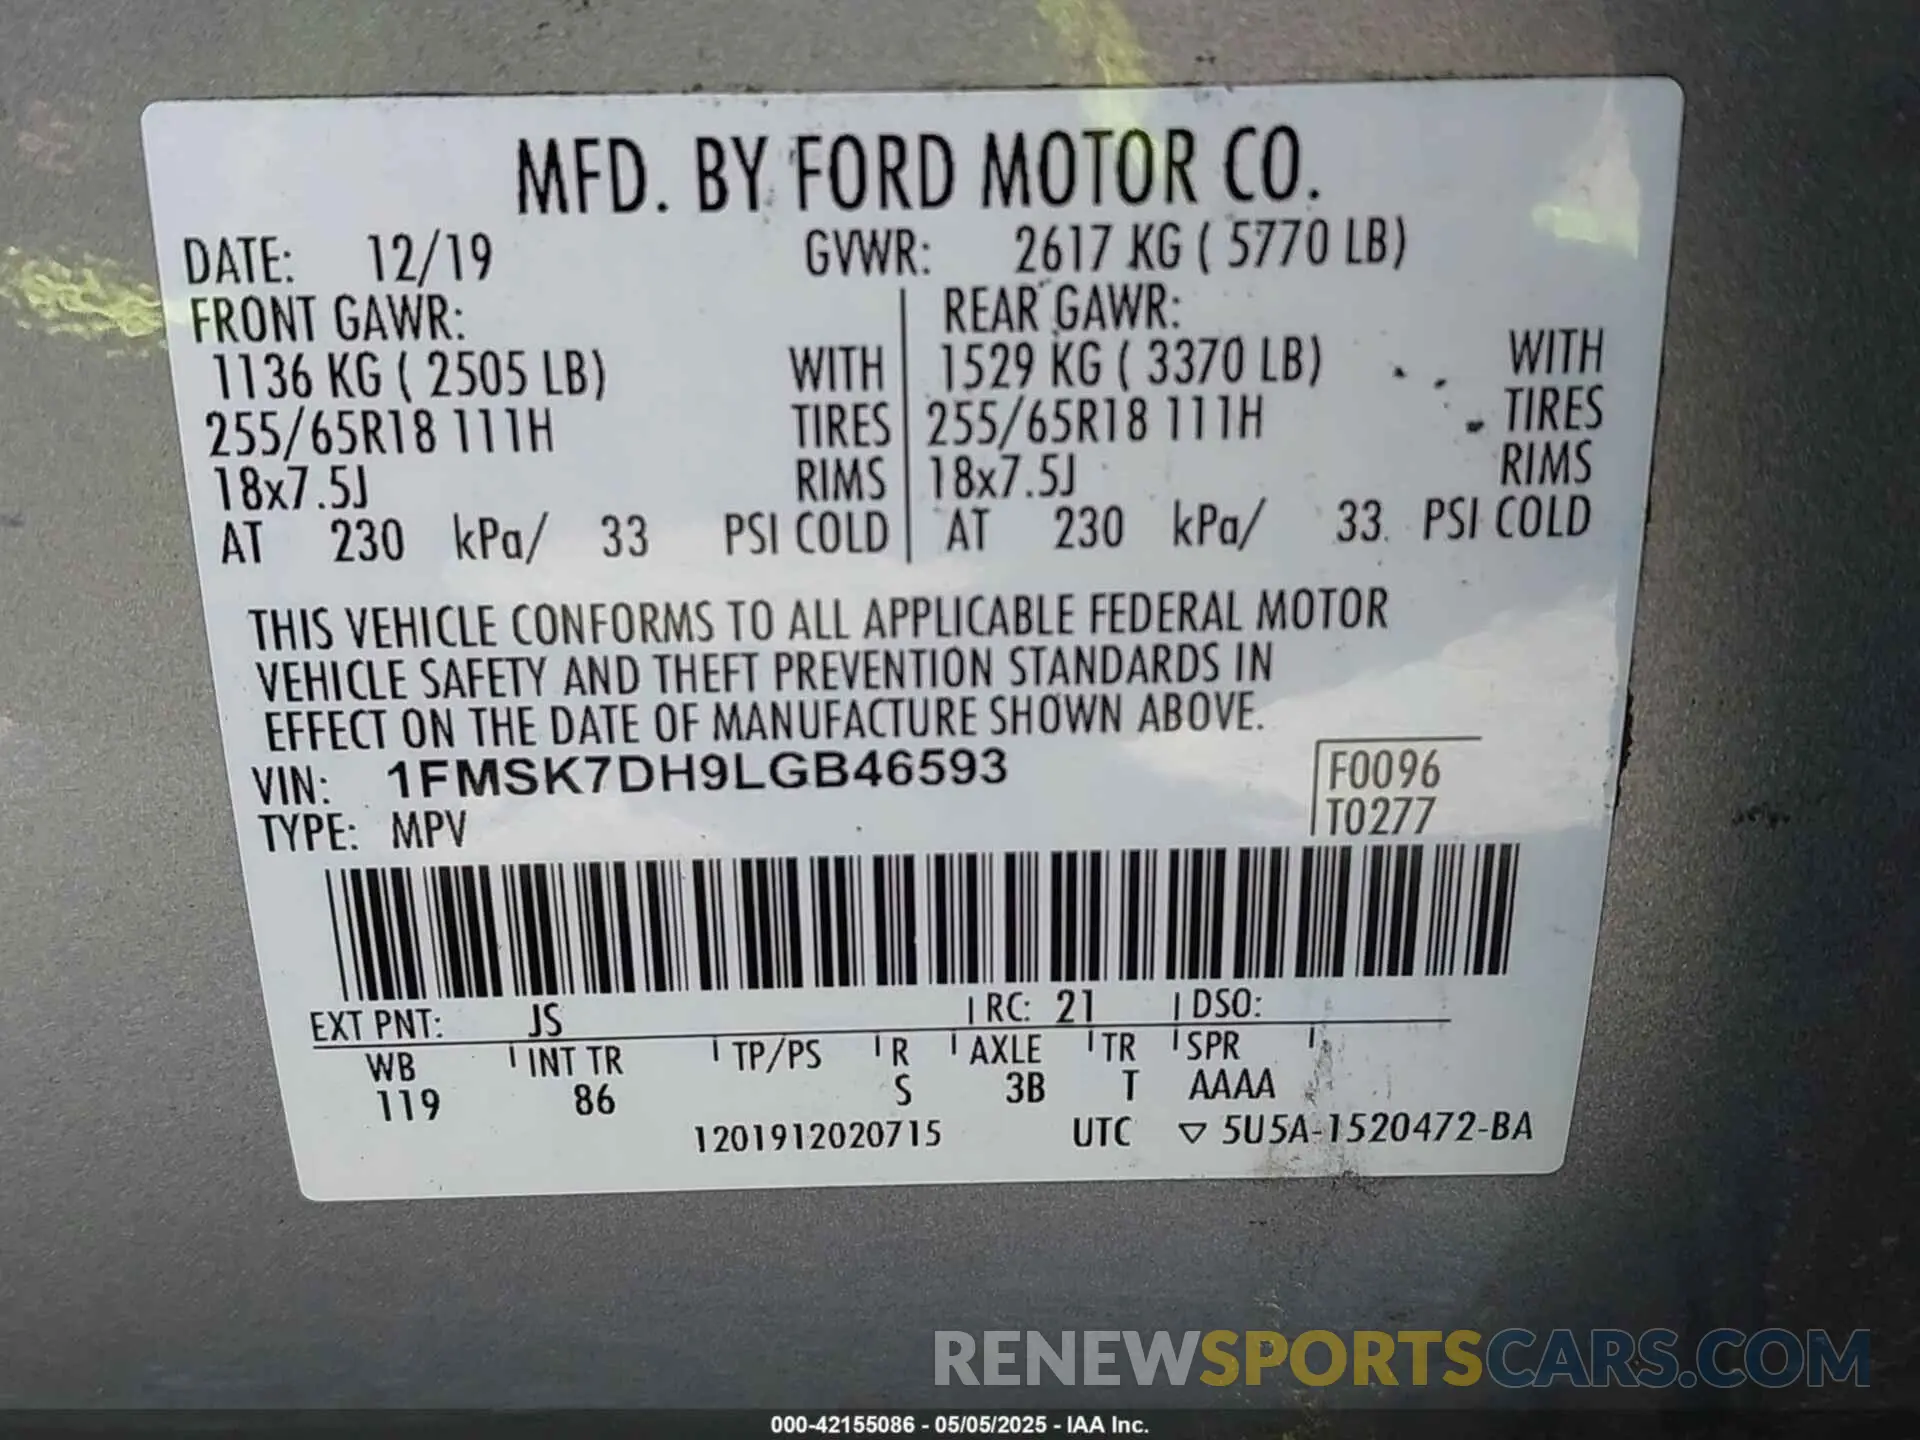 MFD. BY FORD MOTOR CO.
DATE: 12/19 GVWR: 2617 KG ( 5770 LB)
FRONT GAWR: REAR GAWR:
1136 KG ( 2505 LB) WITH 1529 KG ( 3370 LB) WITH
255/65R18 111H TIRES 255/65R18 111H TIRES
18x7.5J RIMS 18x7.5J RIMS
AT 230 kPa/ 33 PSI COLD AT 230 kPa/ 33 PSI COLD
THIS VEHICLE CONFORMS TO ALL APPLICABLE FEDERAL MOTOR
VEHICLE SAFETY AND THEFT PREVENTION STANDARDS IN
EFFECT ON THE DATE OF MANUFACTURE SHOWN ABOVE.
VIN: 1FMSK7DH9LGB46593 F0096
TYPE: MPV T0277
EXT PNT: JS RC: 21 DSO:
WB INT TR TP/PS R AXLE TR SPR
119 86 S 3B T AAAA
1201912020715 UTC ▽ 5U5A-1520472-BA
RENEWSPORTSCARS.COM
000-42155086 - 05/05/2025 - IAA Inc.